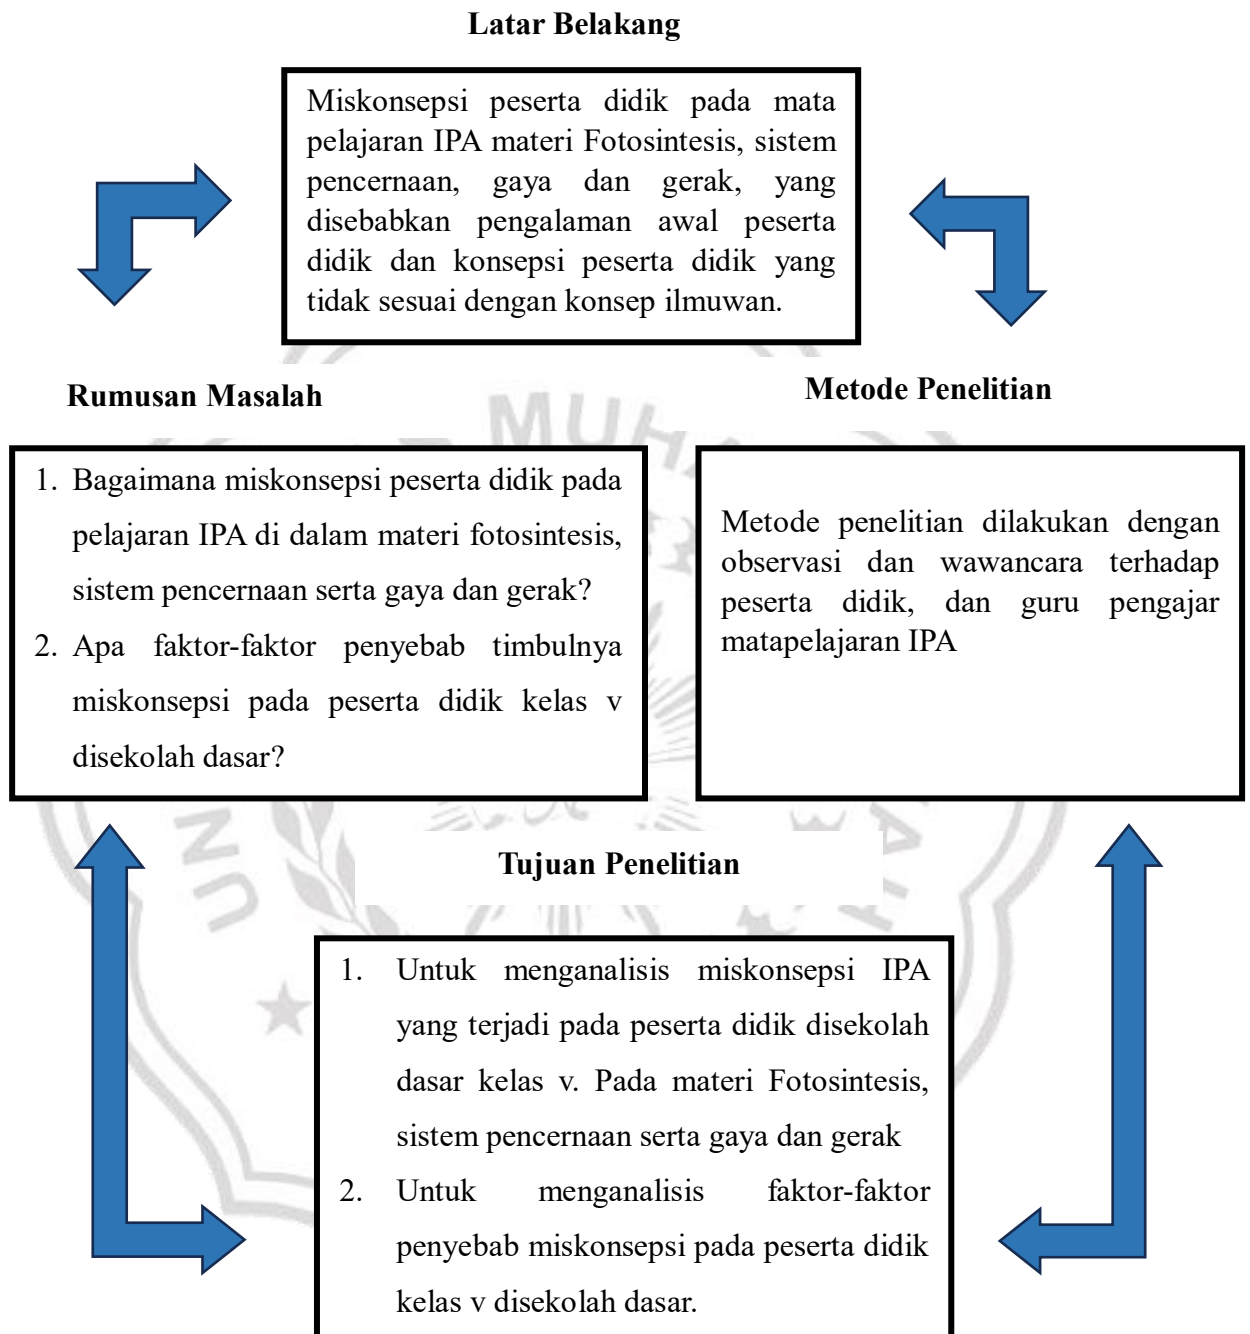 Latar Belakang
Miskonsepsi peserta didik pada mata
pelajaran IPA materi Fotosintesis, sistem
pencernaan, gaya dan gerak, yang
disebabkan pengalaman awal peserta
didik dan konsepsi peserta didik yang
tidak sesuai dengan konsep ilmuwan.
Rumusan Masalah
1. Bagaimana miskonsepsi peserta didik pada
pelajaran IPA di dalam materi fotosintesis,
sistem pencernaan serta gaya dan gerak?
2. Apa faktor-faktor penyebab timbulnya
miskonsepsi pada peserta didik kelas v
disekolah dasar?
Metode Penelitian
Metode penelitian dilakukan dengan
observasi dan wawancara terhadap
peserta didik, dan guru pengajar
matapelajaran IPA
Tujuan Penelitian
1. Untuk menganalisis miskonsepsi IPA
yang terjadi pada peserta didik disekolah
dasar kelas v. Pada materi Fotosintesis,
sistem pencernaan serta gaya dan gerak
2. Untuk menganalisis faktor-faktor
penyebab miskonsepsi pada peserta didik
kelas v disekolah dasar.